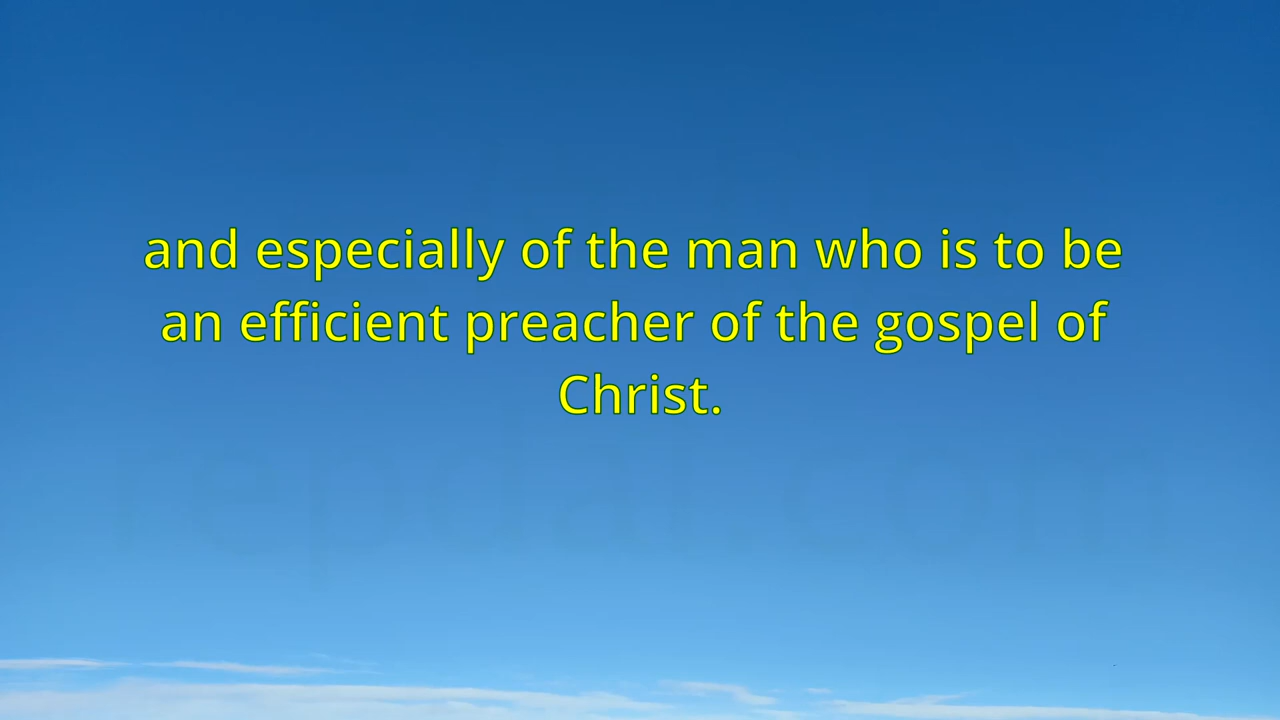 and especially of the man who is to be
an efficient preacher of the gospel of
Christ.